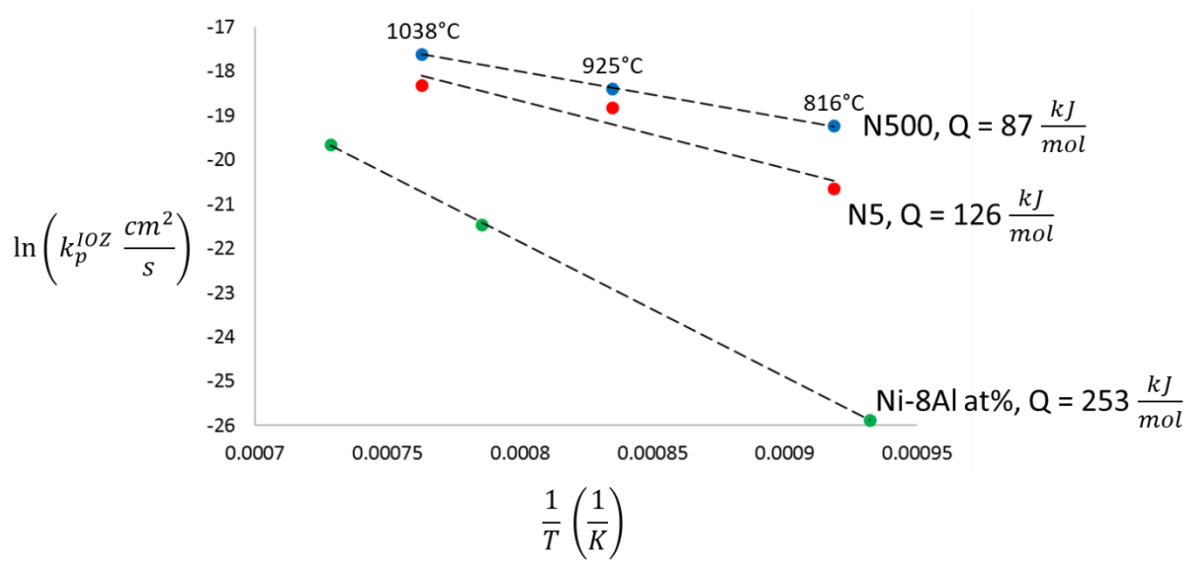 -17
1038°C
925°C
-18
816°C
-19
N500, Q = 87 kJ/mol
-20
-21
N5, Q = 126 kJ/mol
ln(k_p^{IOZ} cm²/s)
-22
-23
-24
-25
Ni-8Al at%, Q = 253 kJ/mol
-26
0.0007 0.00075 0.0008 0.00085 0.0009 0.00095
1/T (1/K)